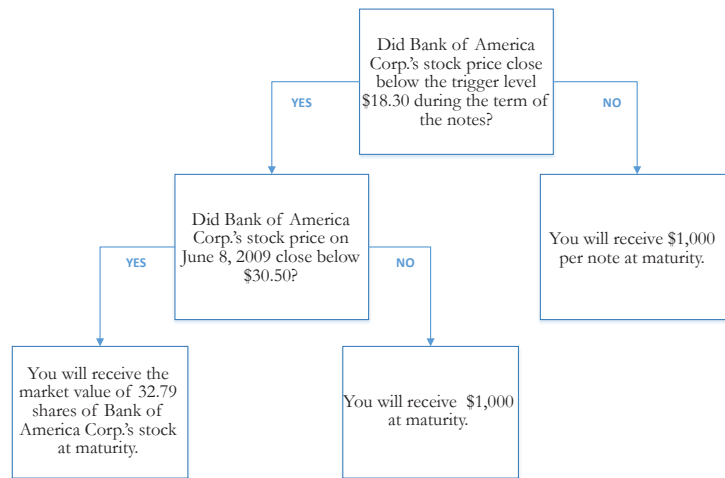 Did Bank of America
Corp.'s stock price close
below the trigger level
$18.30 during the term of
the notes?
YES
NO
Did Bank of America
Corp.'s stock price on
June 8, 2009 close below
$30.50?
You will receive $1,000
per note at maturity.
YES
NO
You will receive the
market value of 32.79
shares of Bank of
America Corp.'s stock
at maturity.
You will receive $1,000
at maturity.